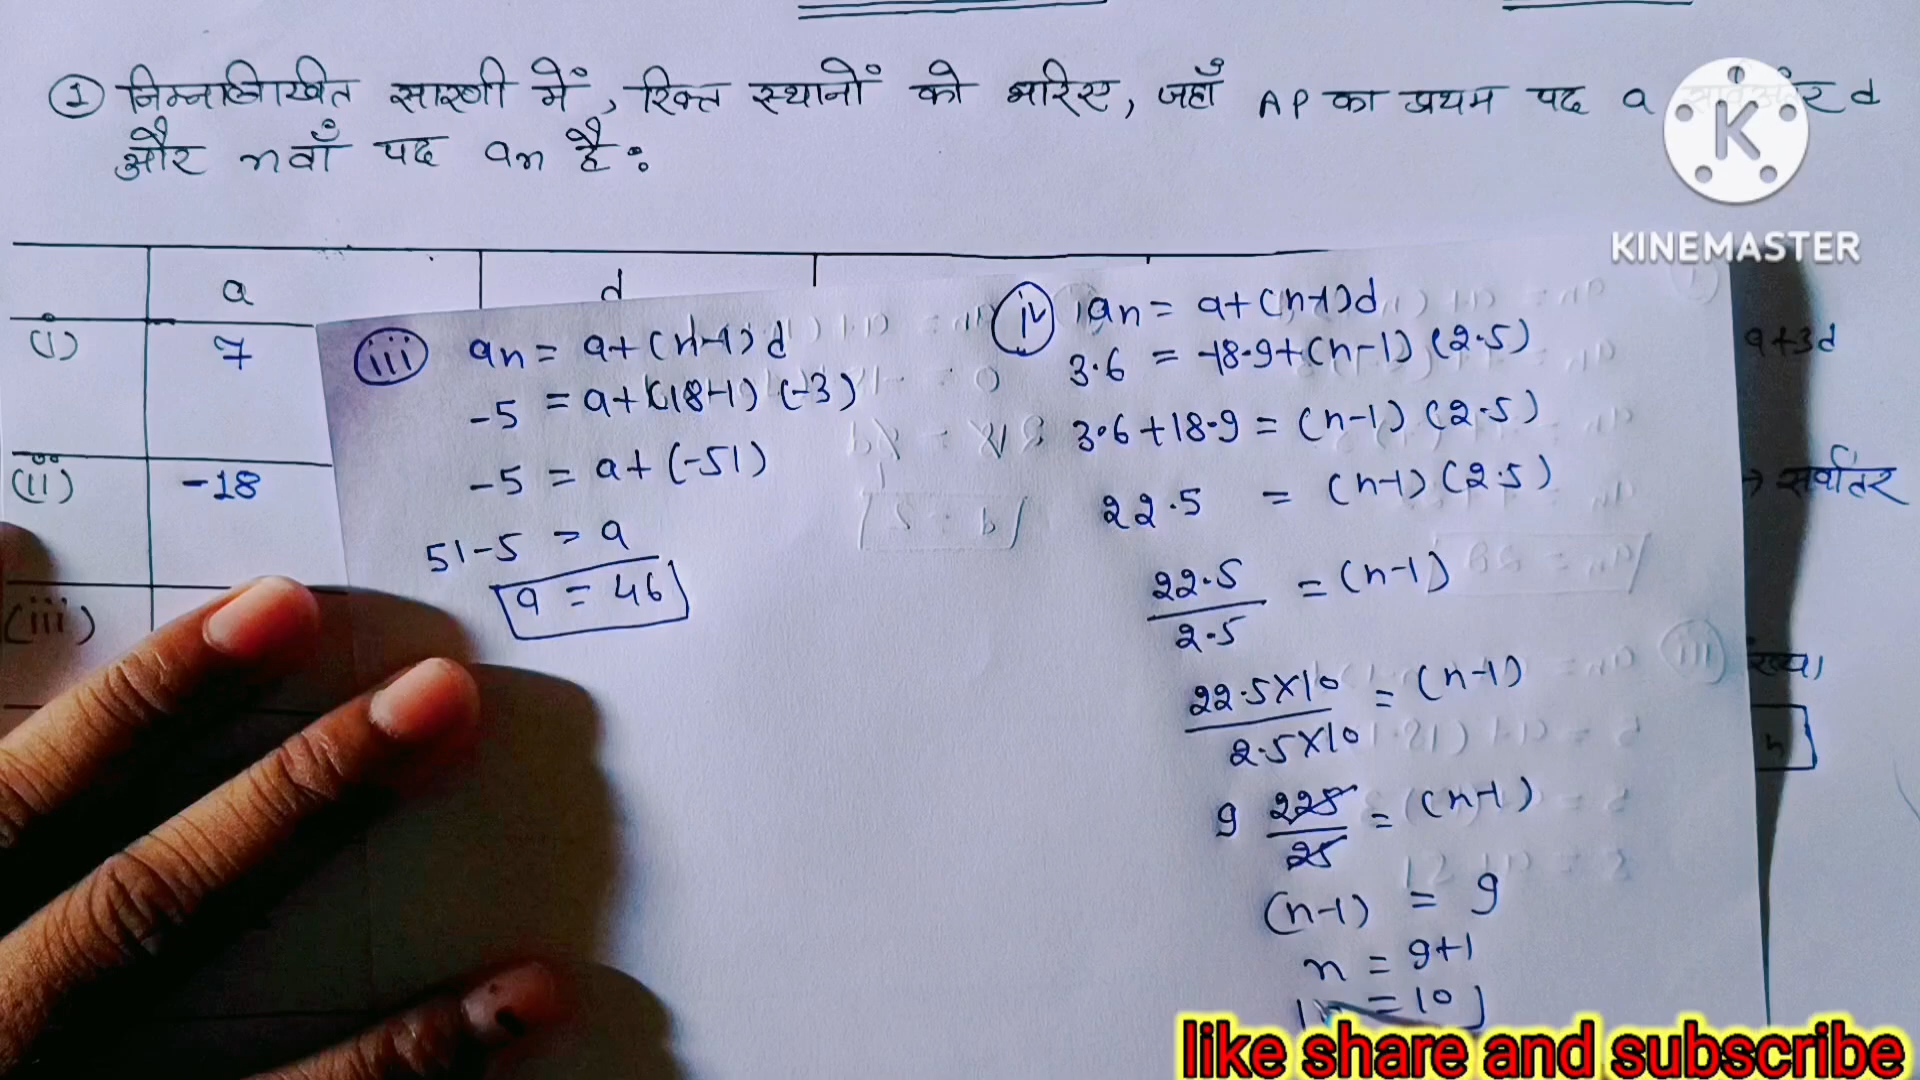 ① निम्नलिखित सारणी में, रिक्त स्थानों को भरिए, जहाँ AP का प्रथम पद a d
और nवाँ पद an है :
KINEMASTER
a d
(i) 7
(ii) -18
(iii)
(iii) an = a+(n-1)d
-5 = a+(18-1)(-3)
-5 = a+(-51)
51-5 = a
a = 46
(iv) an = a+(n-1)d
3.6 = -18.9+(n-1)(2.5)
3.6+18.9 = (n-1)(2.5)
22.5 = (n-1)(2.5)
22.5/2.5 = (n-1)
22.5×10/2.5×10 = (n-1)
9 225/25 = (n-1)
(n-1) = 9
n = 9+1
n = 10
a+3d
→ सर्वातर
n
like share and subscribe